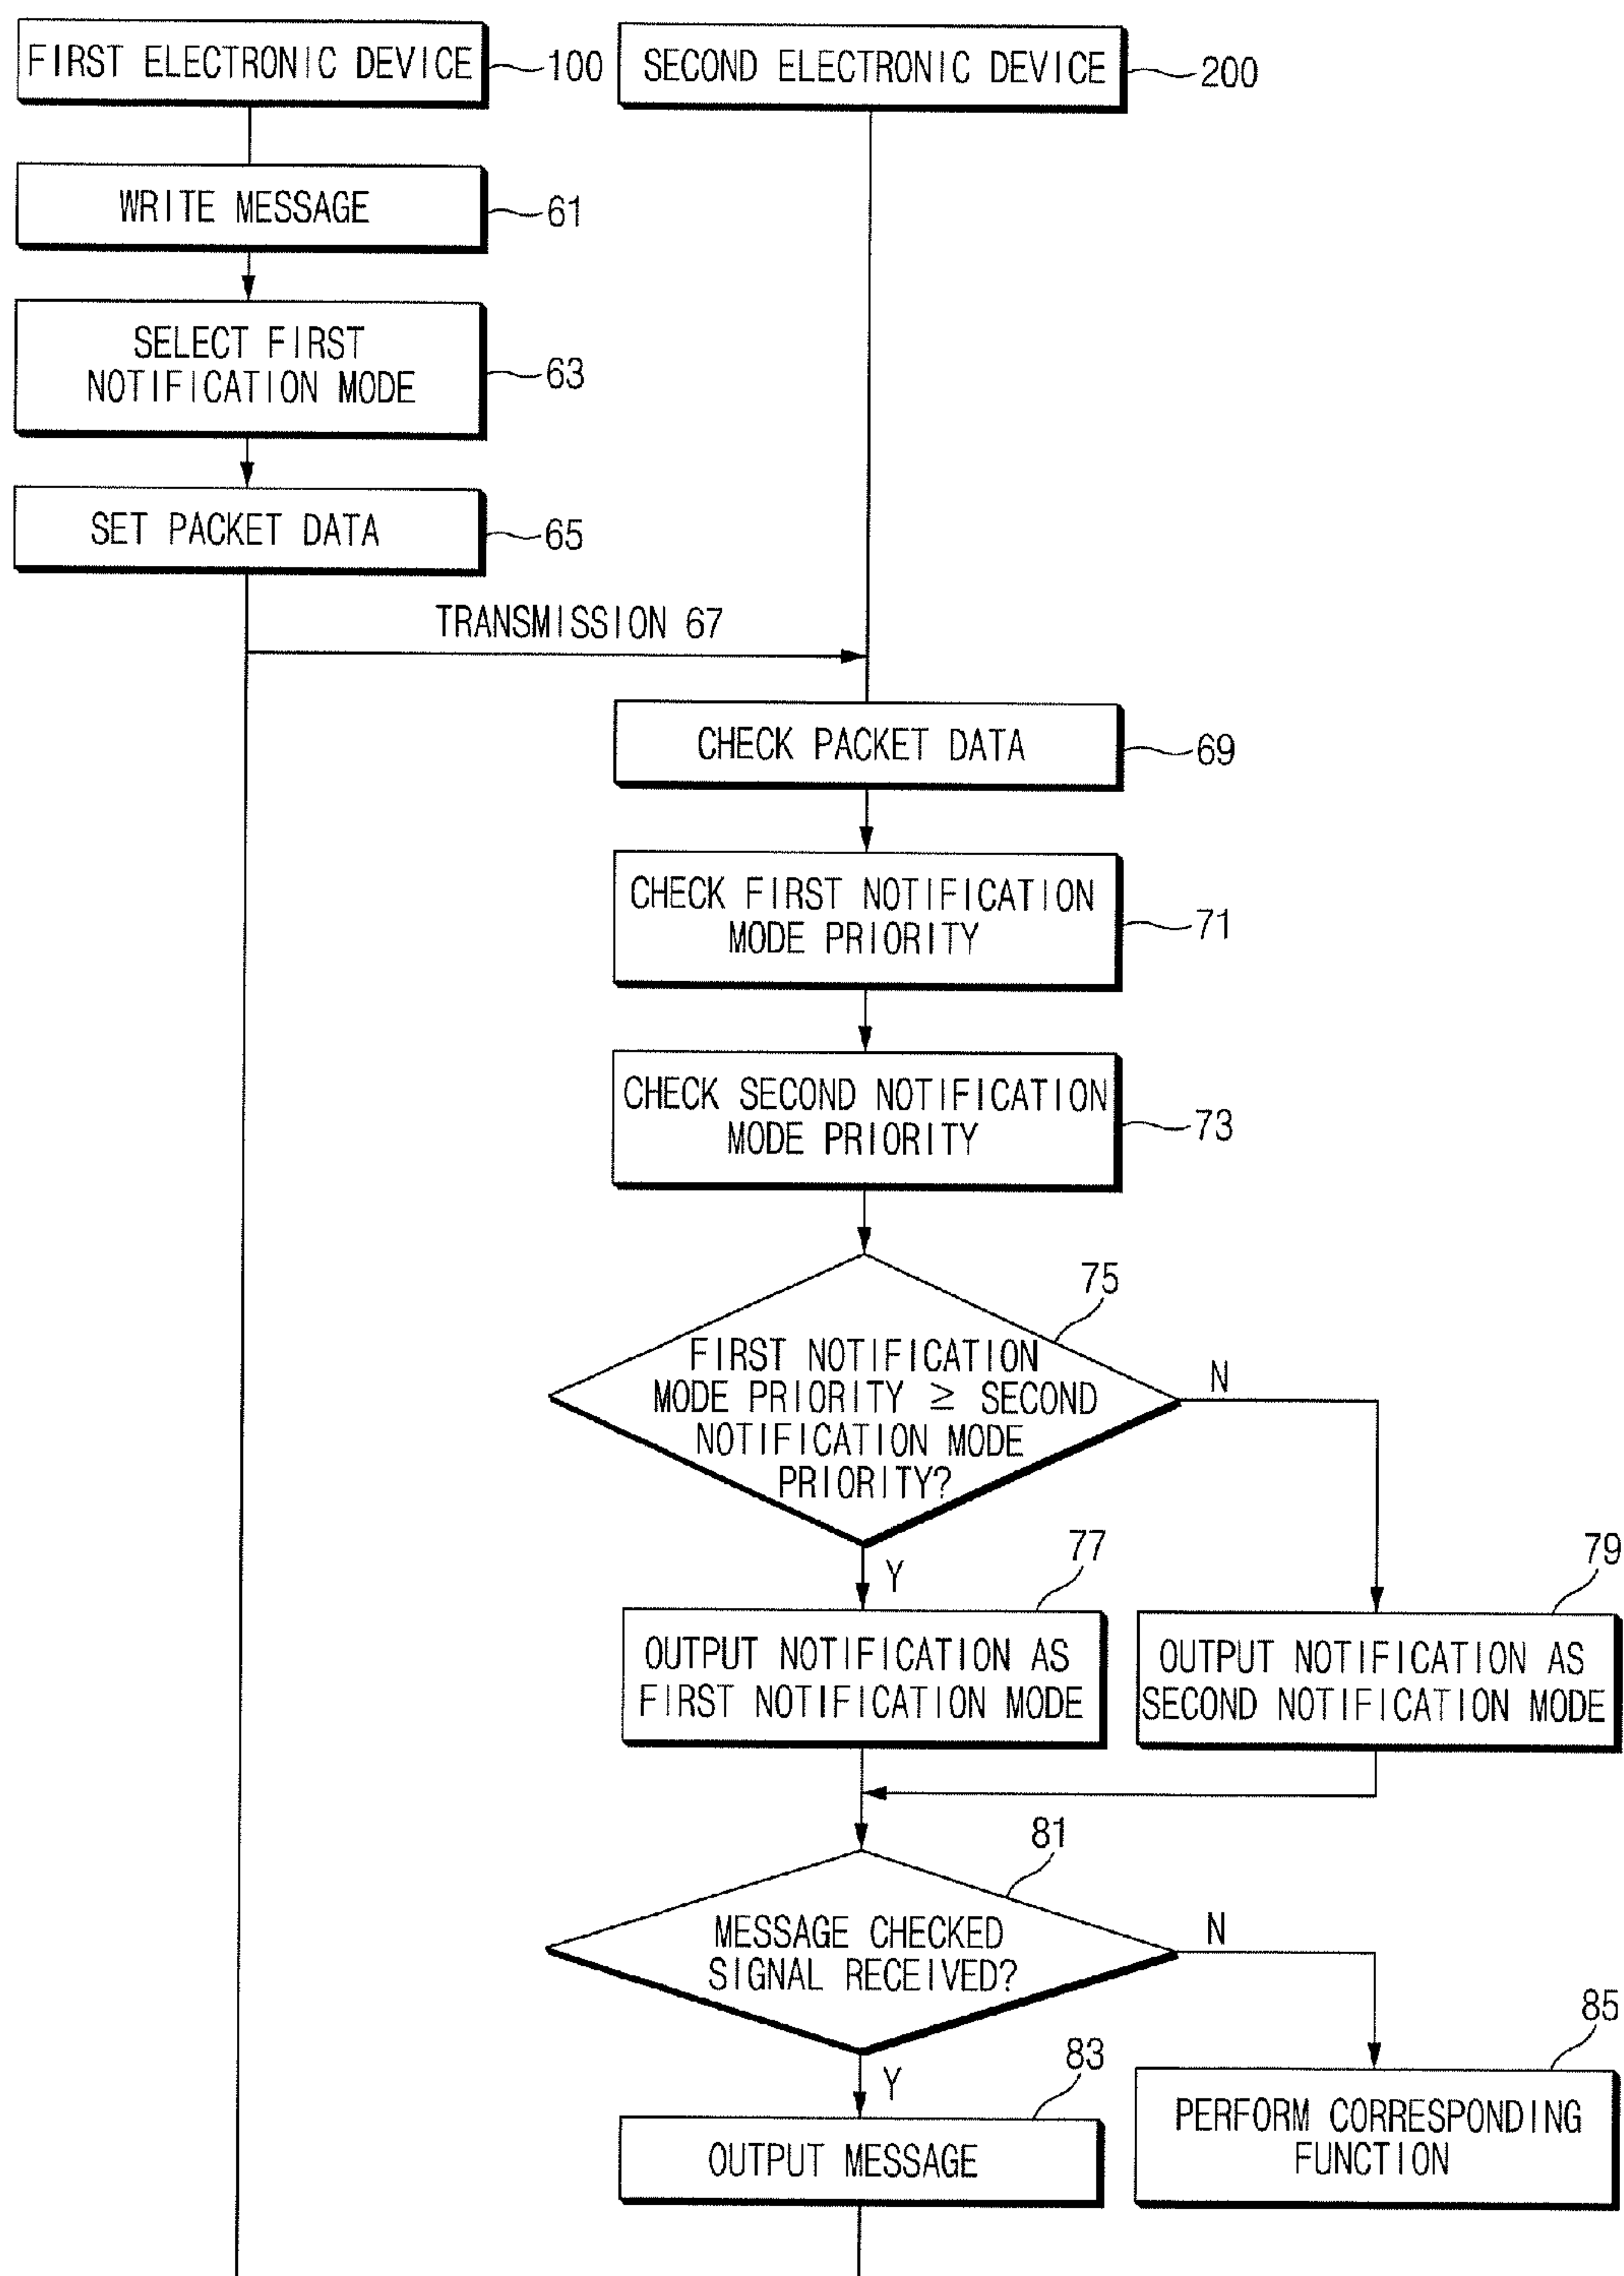 FIRST ELECTRONIC DEVICE
100
SECOND ELECTRONIC DEVICE
200
WRITE MESSAGE
61
SELECT FIRST
NOTIFICATION MODE
63
SET PACKET DATA
65
TRANSMISSION 67
CHECK PACKET DATA
69
CHECK FIRST NOTIFICATION
MODE PRIORITY
71
CHECK SECOND NOTIFICATION
MODE PRIORITY
73
75
FIRST NOTIFICATION
MODE PRIORITY ≥ SECOND
NOTIFICATION MODE
PRIORITY?
N
Y
77
OUTPUT NOTIFICATION AS
FIRST NOTIFICATION MODE
79
OUTPUT NOTIFICATION AS
SECOND NOTIFICATION MODE
81
MESSAGE CHECKED
SIGNAL RECEIVED?
N
Y
83
OUTPUT MESSAGE
85
PERFORM CORRESPONDING
FUNCTION